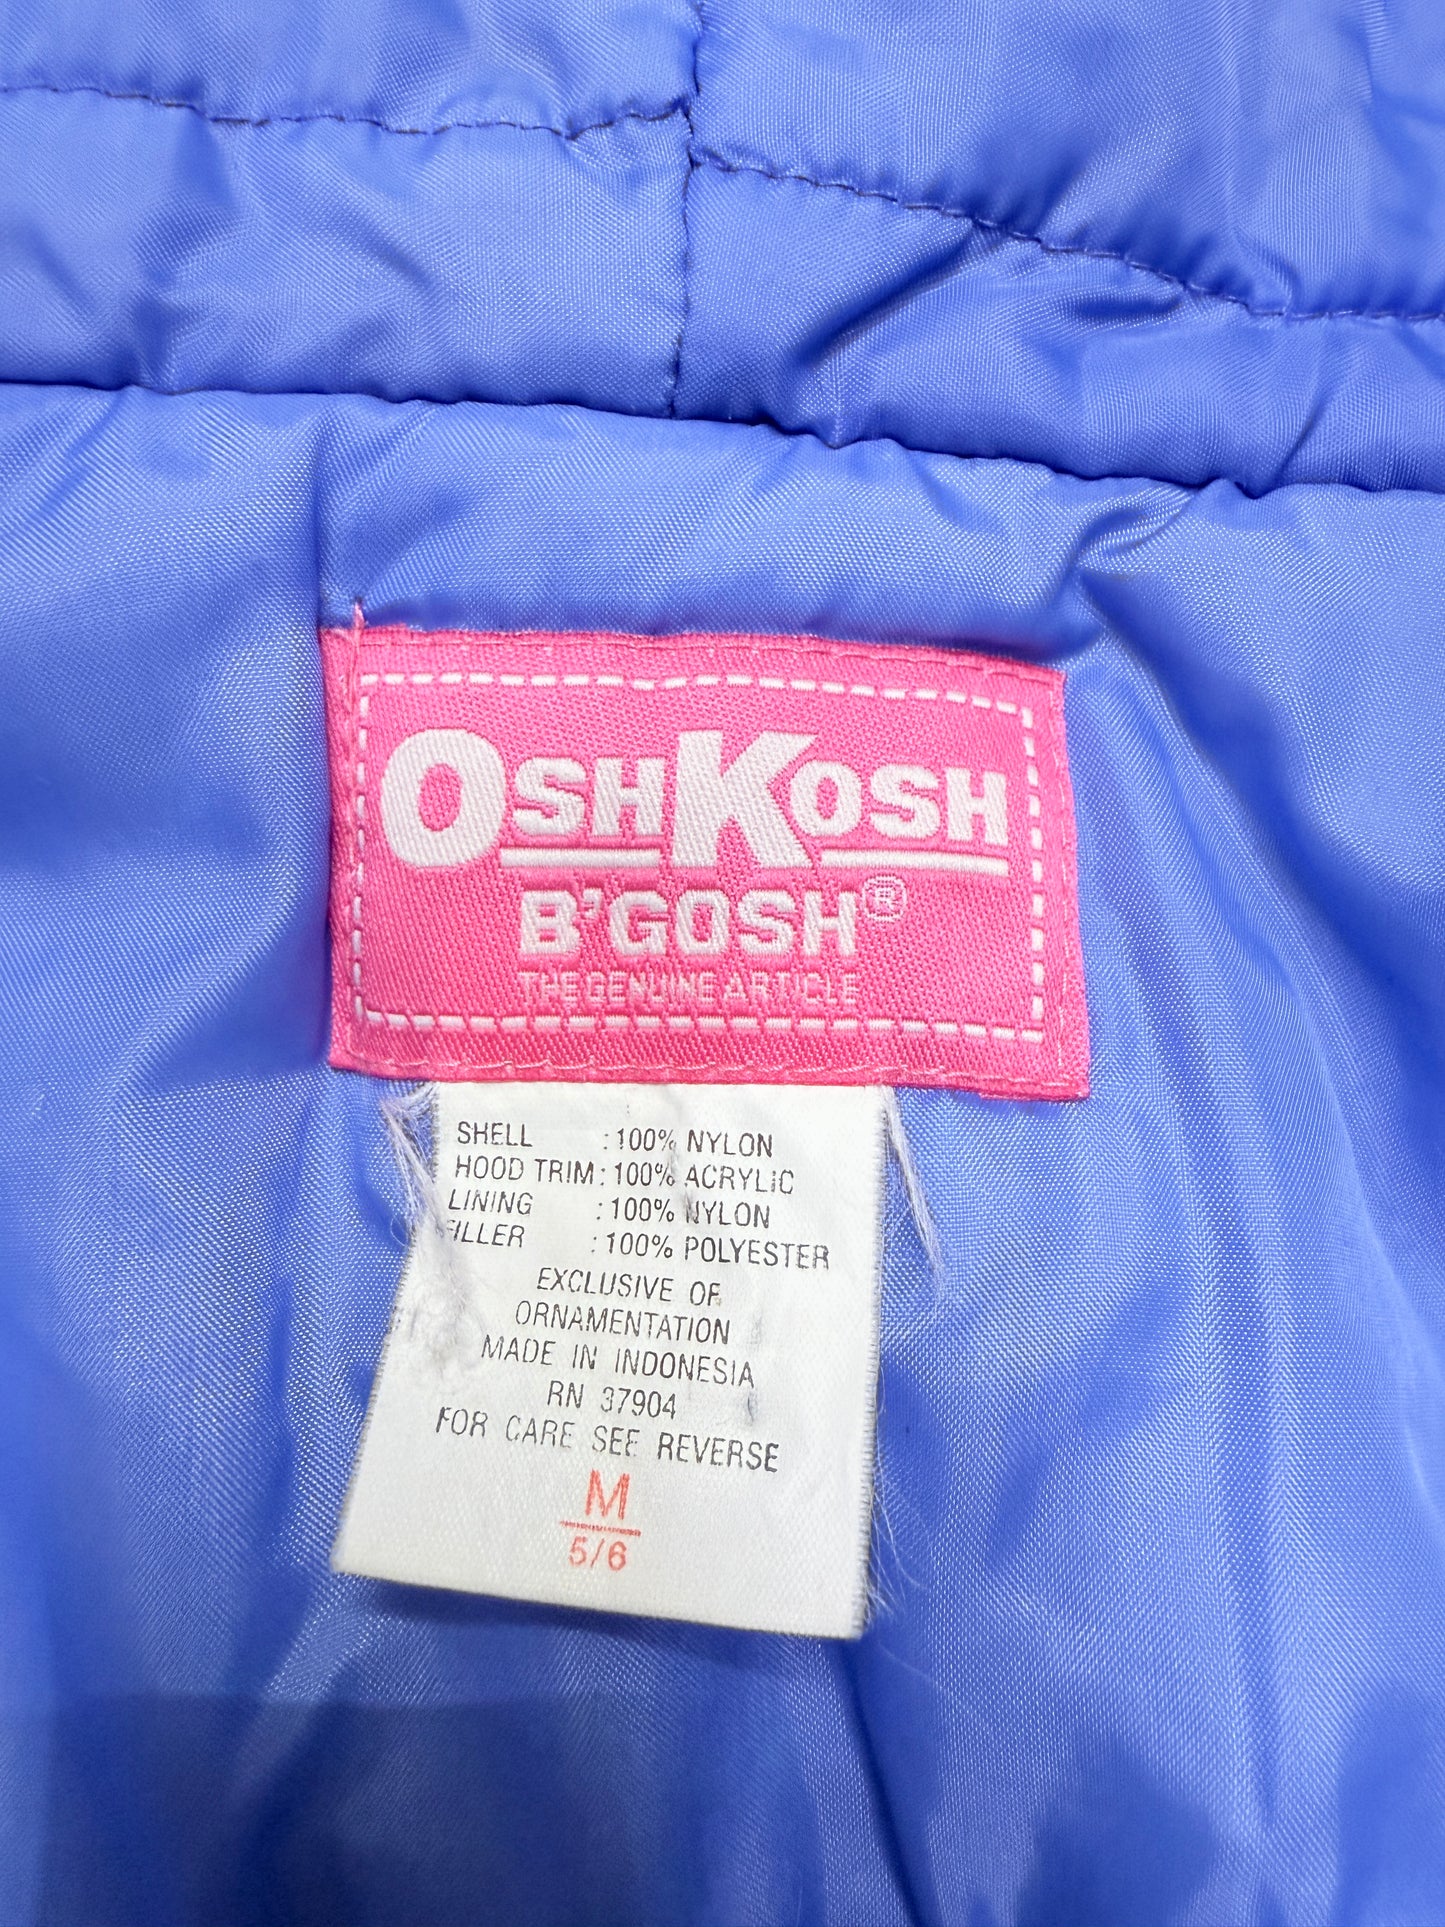 OSHKOSH
B'GOSH®
THE GENUINE ARTICLE
SHELL :100% NYLON
HOOD TRIM: 100% ACRYLIC
LINING :100% NYLON
FILLER :100% POLYESTER
EXCLUSIVE OF
ORNAMENTATION
MADE IN INDONESIA
RN 37904
FOR CARE SEE REVERSE
M
5/6